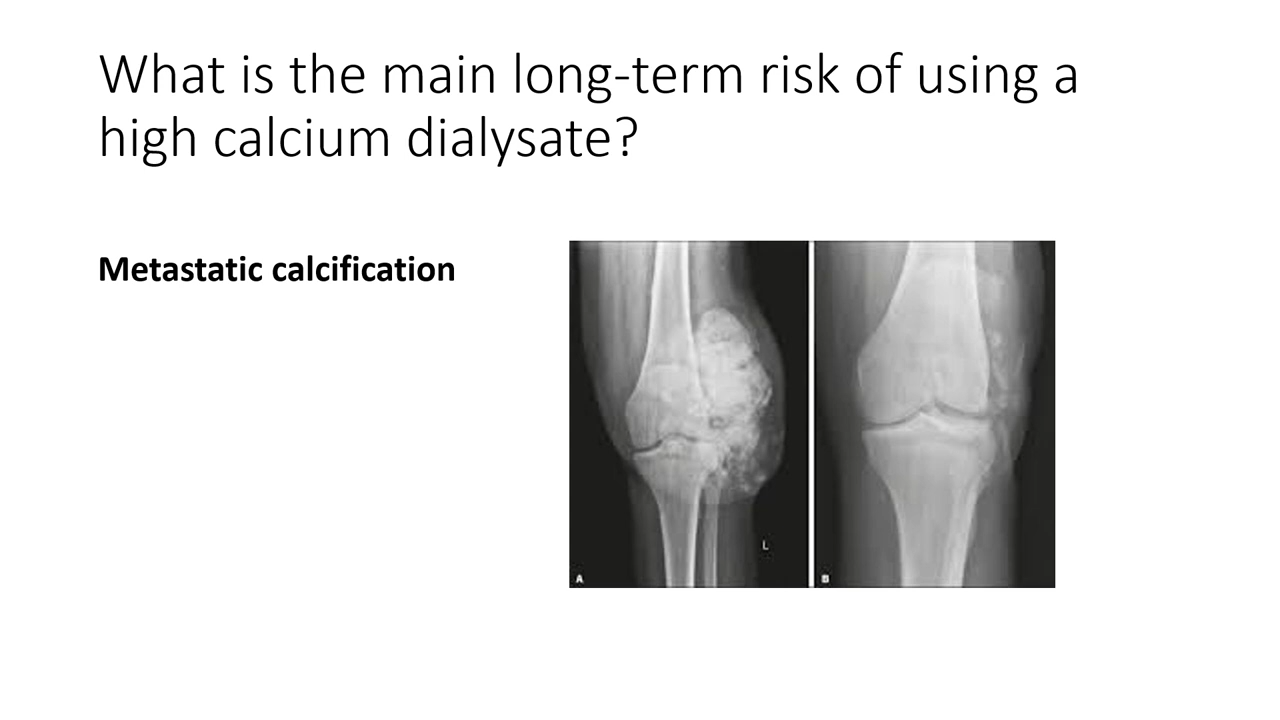 What is the main long-term risk of using a
high calcium dialysate?
Metastatic calcification
L
A
B